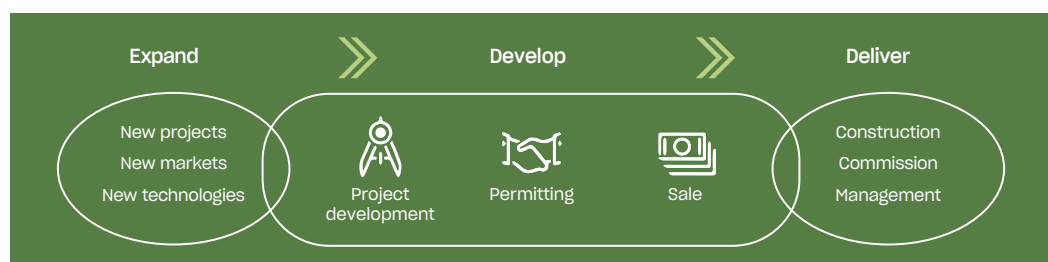 Expand
Develop
Deliver
New projects
New markets
New technologies
Project
development
Permitting
Sale
Construction
Commission
Management